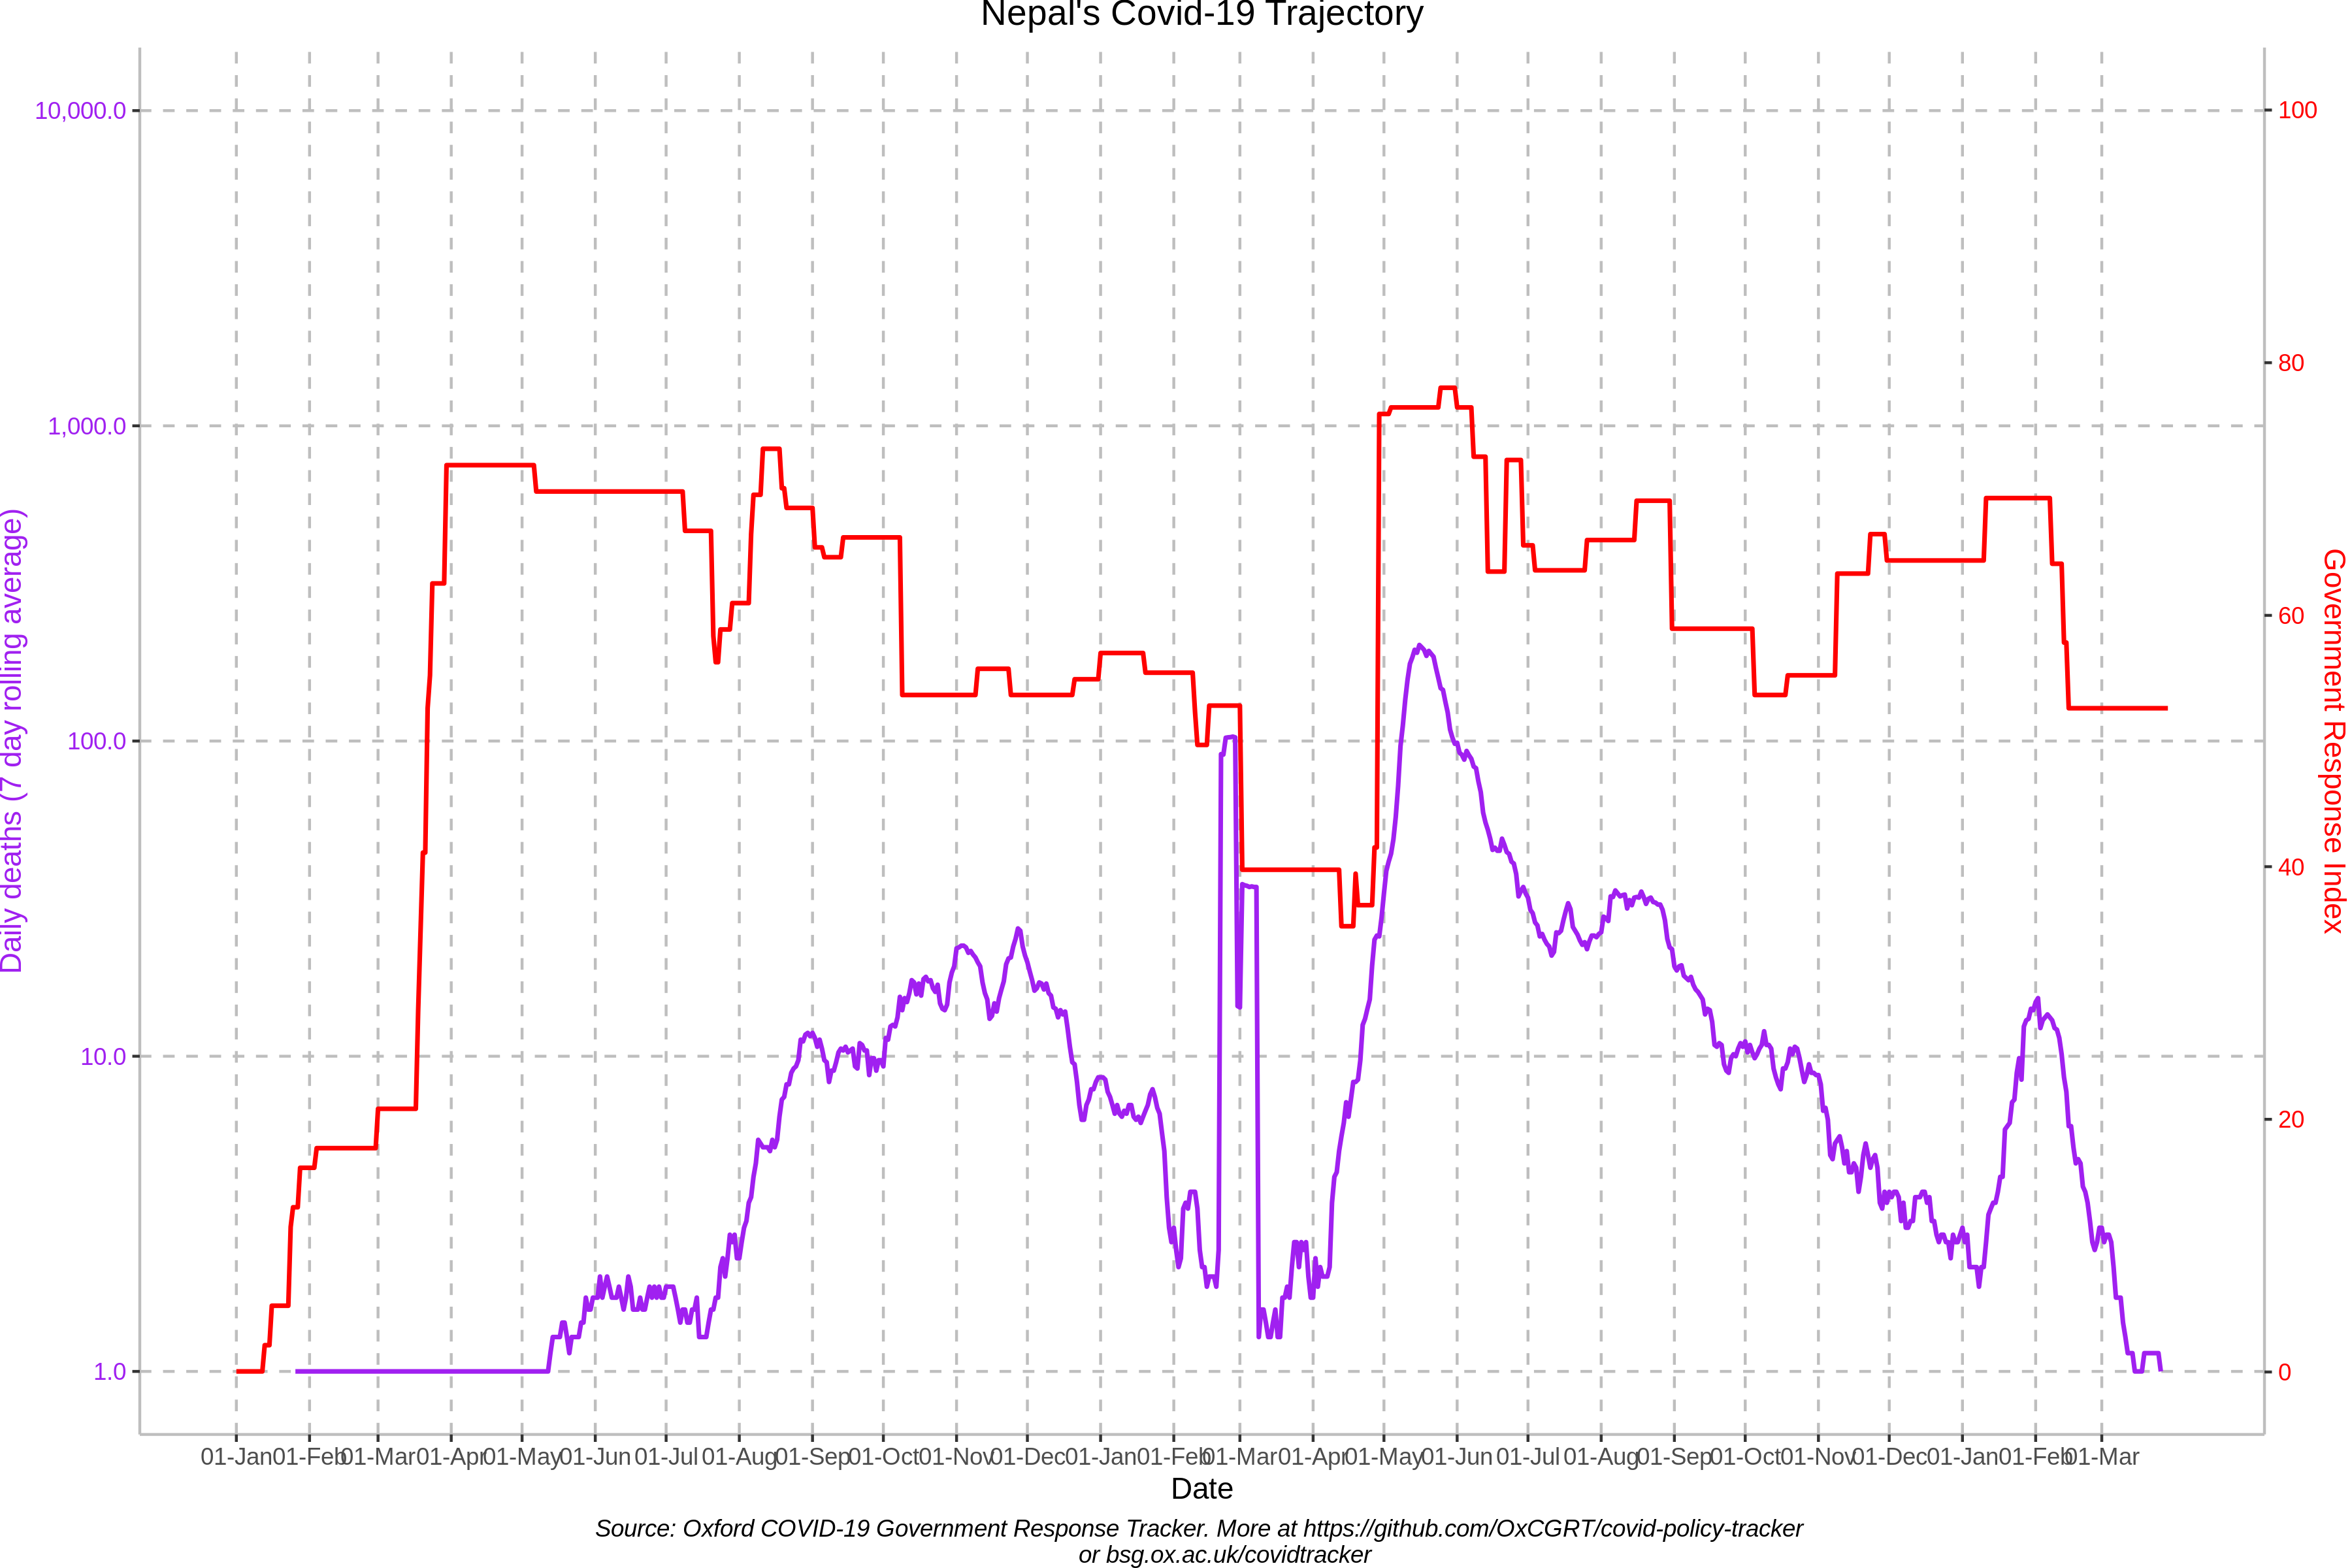 Nepal's Covid-19 Trajectory
10,000.0
1,000.0
100.0
10.0
1.0
Daily deaths (7 day rolling average)
100
80
60
40
20
0
Government Response Index
01-Jan 01-Feb 01-Mar 01-Apr 01-May 01-Jun 01-Jul 01-Aug 01-Sep 01-Oct 01-Nov 01-Dec 01-Jan 01-Feb 01-Mar 01-Apr 01-May 01-Jun 01-Jul 01-Aug 01-Sep 01-Oct 01-Nov 01-Dec 01-Jan 01-Feb 01-Mar
Date
Source: Oxford COVID-19 Government Response Tracker. More at https://github.com/OxCGRT/covid-policy-tracker
or bsg.ox.ac.uk/covidtracker